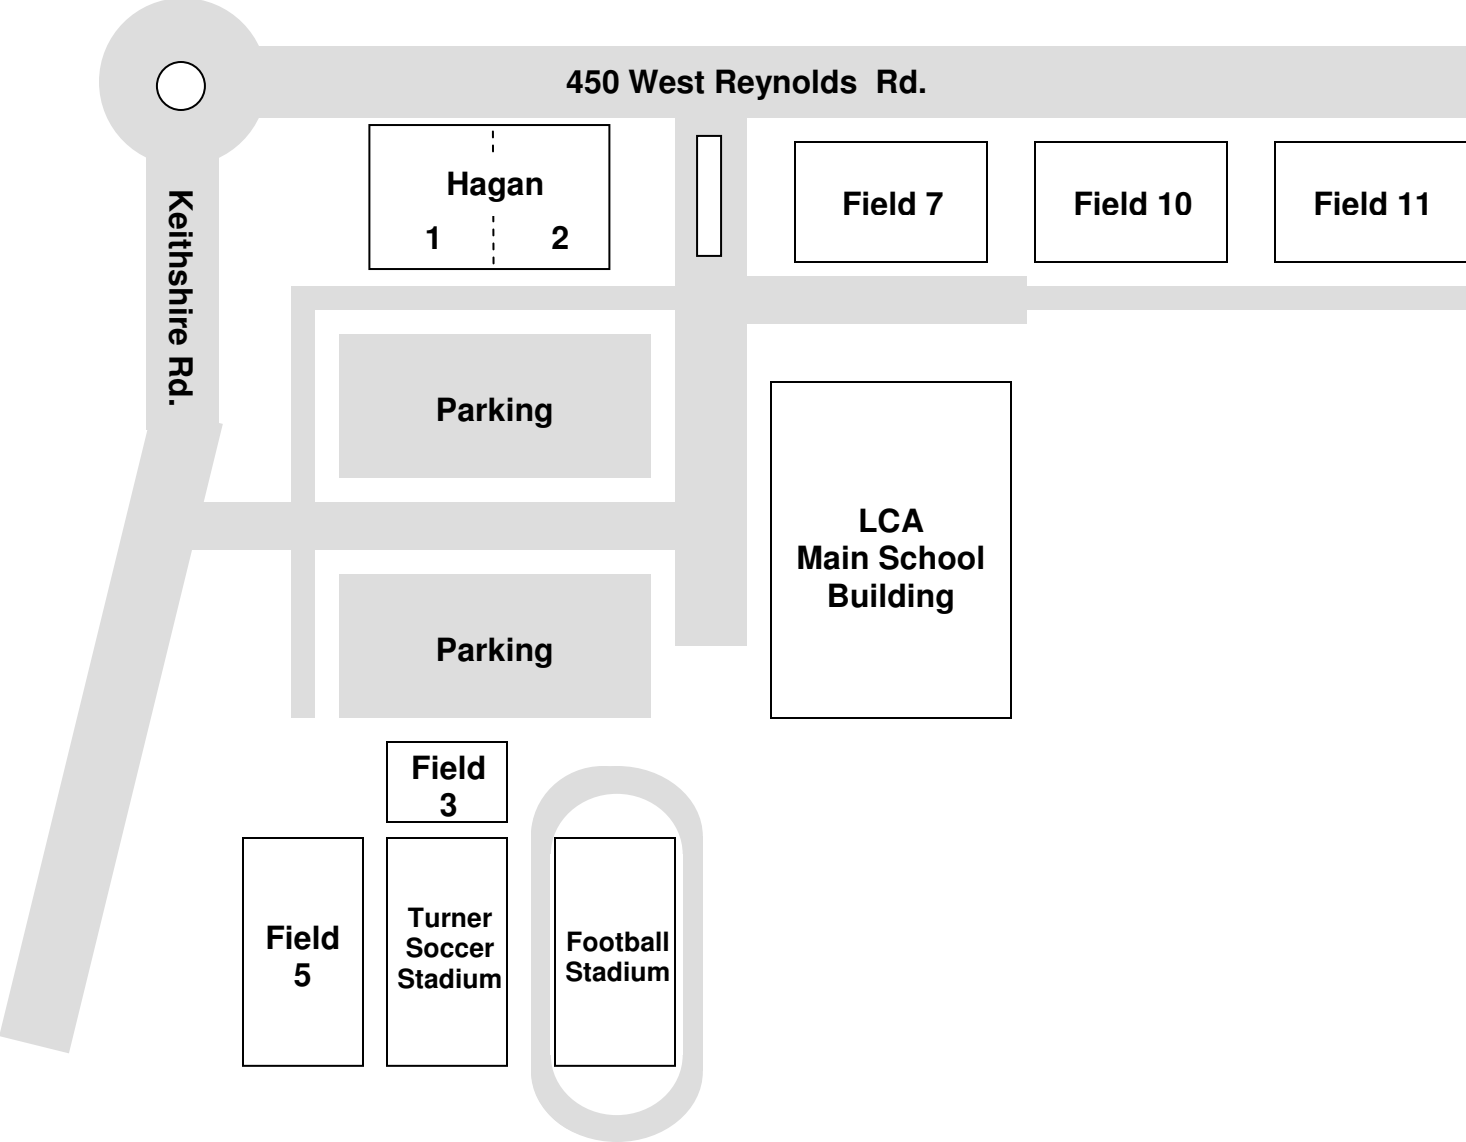 450 West Reynolds Rd.
Keithshire Rd.
Hagan
1 2
Field 7
Field 10
Field 11
Parking
LCA
Main School
Building
Parking
Field
3
Field
5
Turner
Soccer
Stadium
Football
Stadium